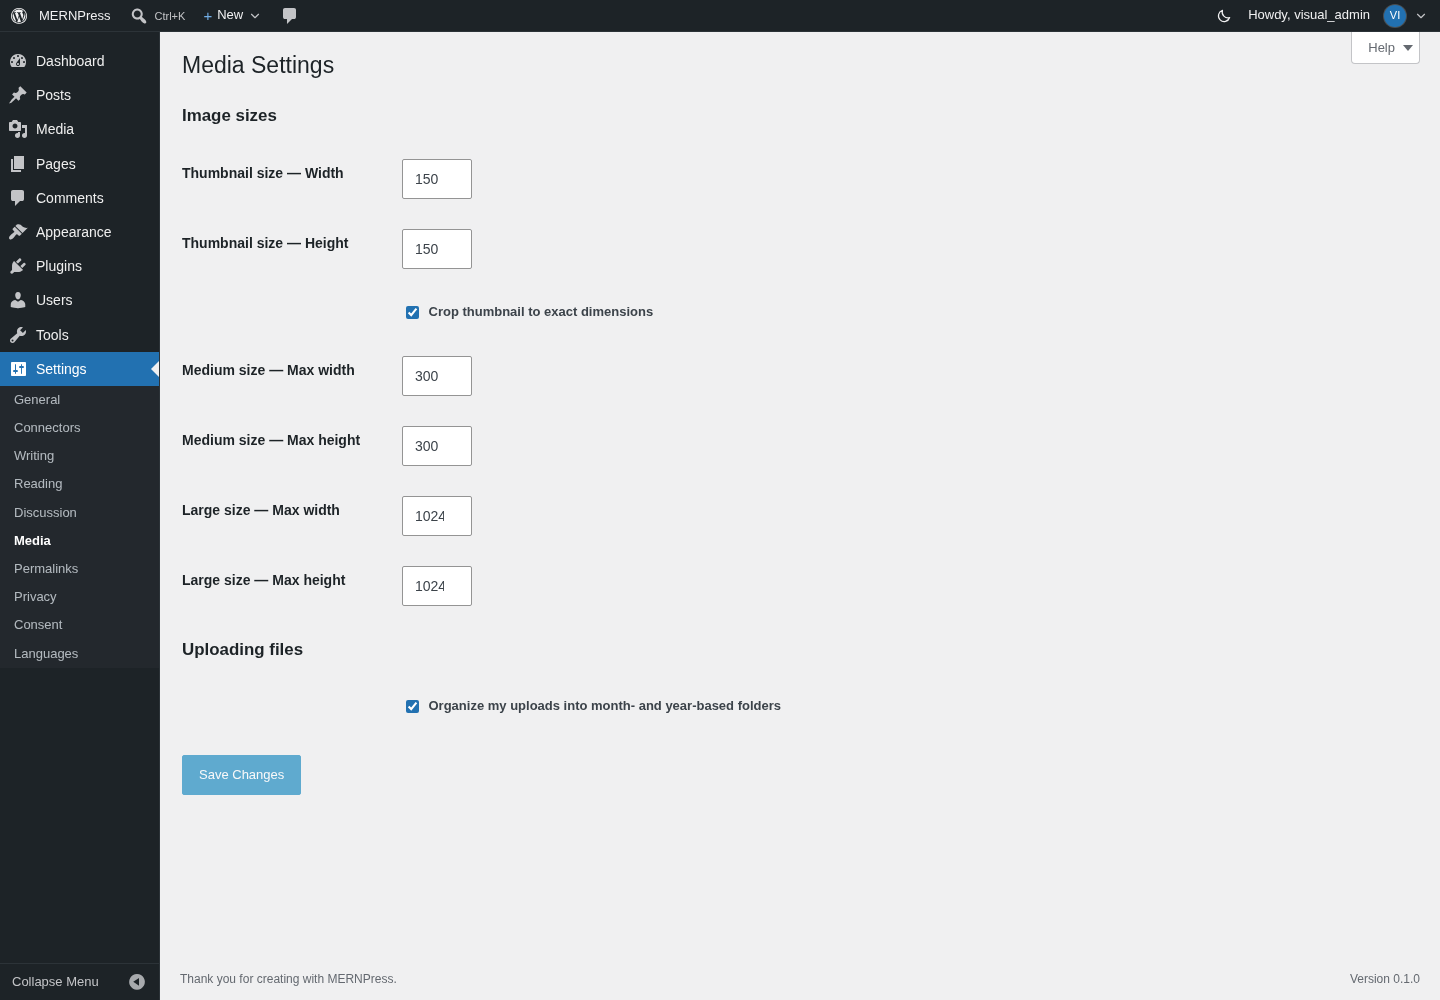 MERNPress Ctrl+K + New Howdy, visual_admin VI
Help
Dashboard
Posts
Media
Pages
Comments
Appearance
Plugins
Users
Tools
Settings
General
Connectors
Writing
Reading
Discussion
Media
Permalinks
Privacy
Consent
Languages
Collapse Menu
Media Settings
Image sizes
Thumbnail size — Width 150
Thumbnail size — Height 150
Crop thumbnail to exact dimensions
Medium size — Max width 300
Medium size — Max height 300
Large size — Max width 1024
Large size — Max height 1024
Uploading files
Organize my uploads into month- and year-based folders
Save Changes
Thank you for creating with MERNPress. Version 0.1.0